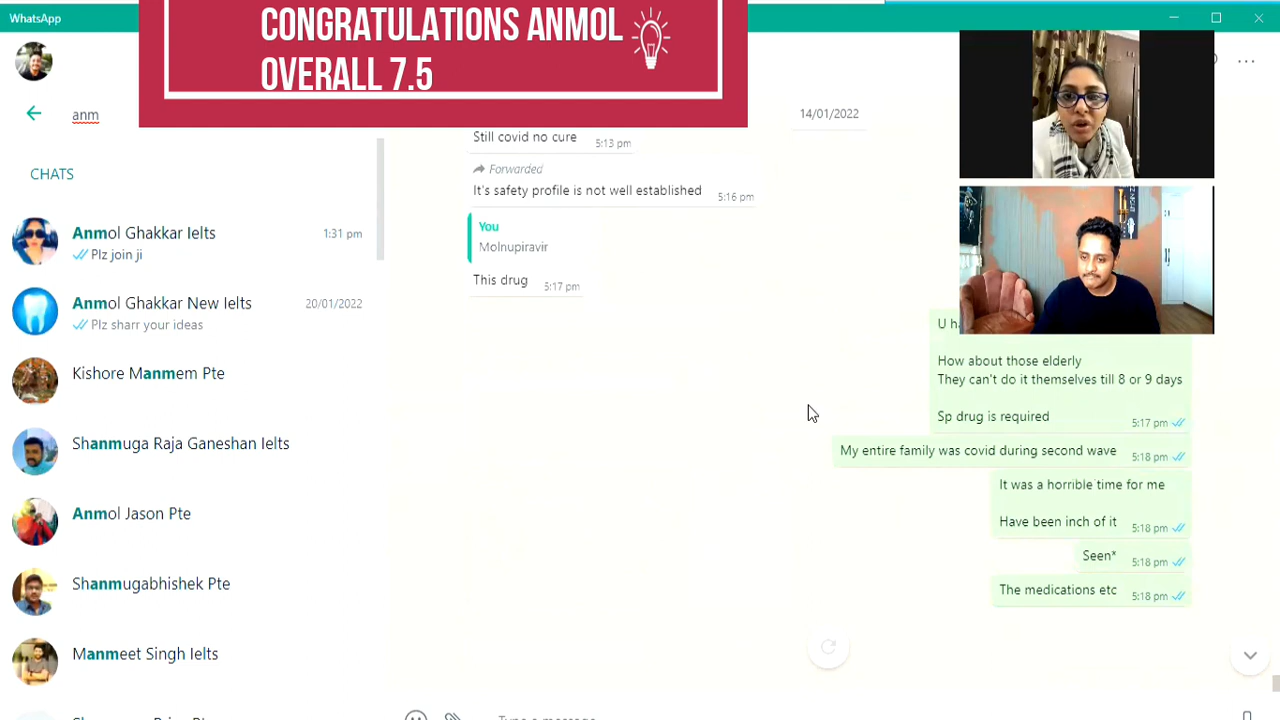 WhatsApp
CONGRATULATIONS ANMOL
OVERALL 7.5
anm
CHATS
Anmol Ghakkar Ielts
1:31 pm
Plz join ji
Anmol Ghakkar New Ielts
20/01/2022
Plz sharr your ideas
Kishore Manmem Pte
Shanmuga Raja Ganeshan Ielts
Anmol Jason Pte
Shanmugabhishek Pte
Manmeet Singh Ielts
14/01/2022
Still covid no cure
5:13 pm
Forwarded
It's safety profile is not well established
5:16 pm
You
Molnupiravir
This drug
5:17 pm
How about those elderly
They can't do it themselves till 8 or 9 days
Sp drug is required
5:17 pm
My entire family was covid during second wave
5:18 pm
It was a horrible time for me
Have been inch of it
5:18 pm
Seen*
5:18 pm
The medications etc
5:18 pm
Type a message